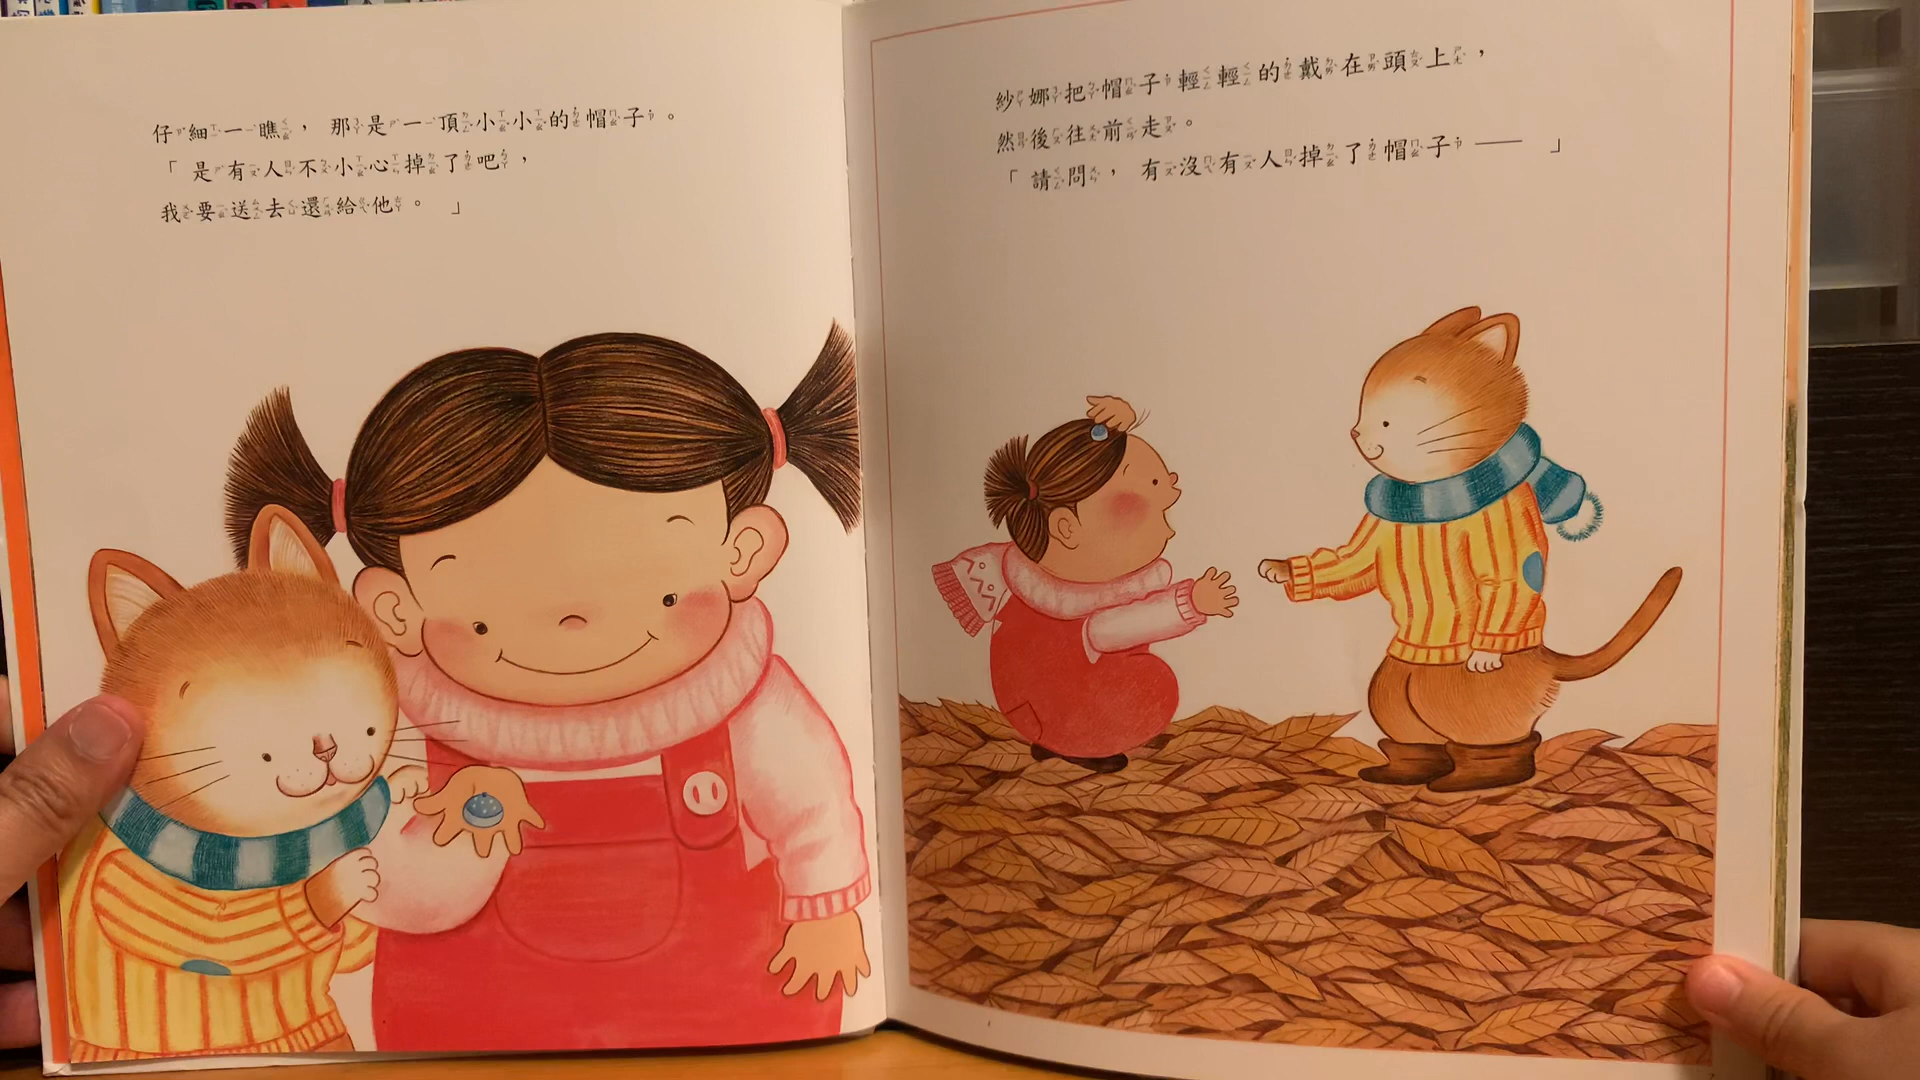 仔細一瞧，那是一頂小小的帽子。
「是有人不小心掉了吧，
我要送去還給他。」
紗娜把帽子輕輕的戴在頭上，
然後往前走。
「請問，有沒有人掉了帽子——」